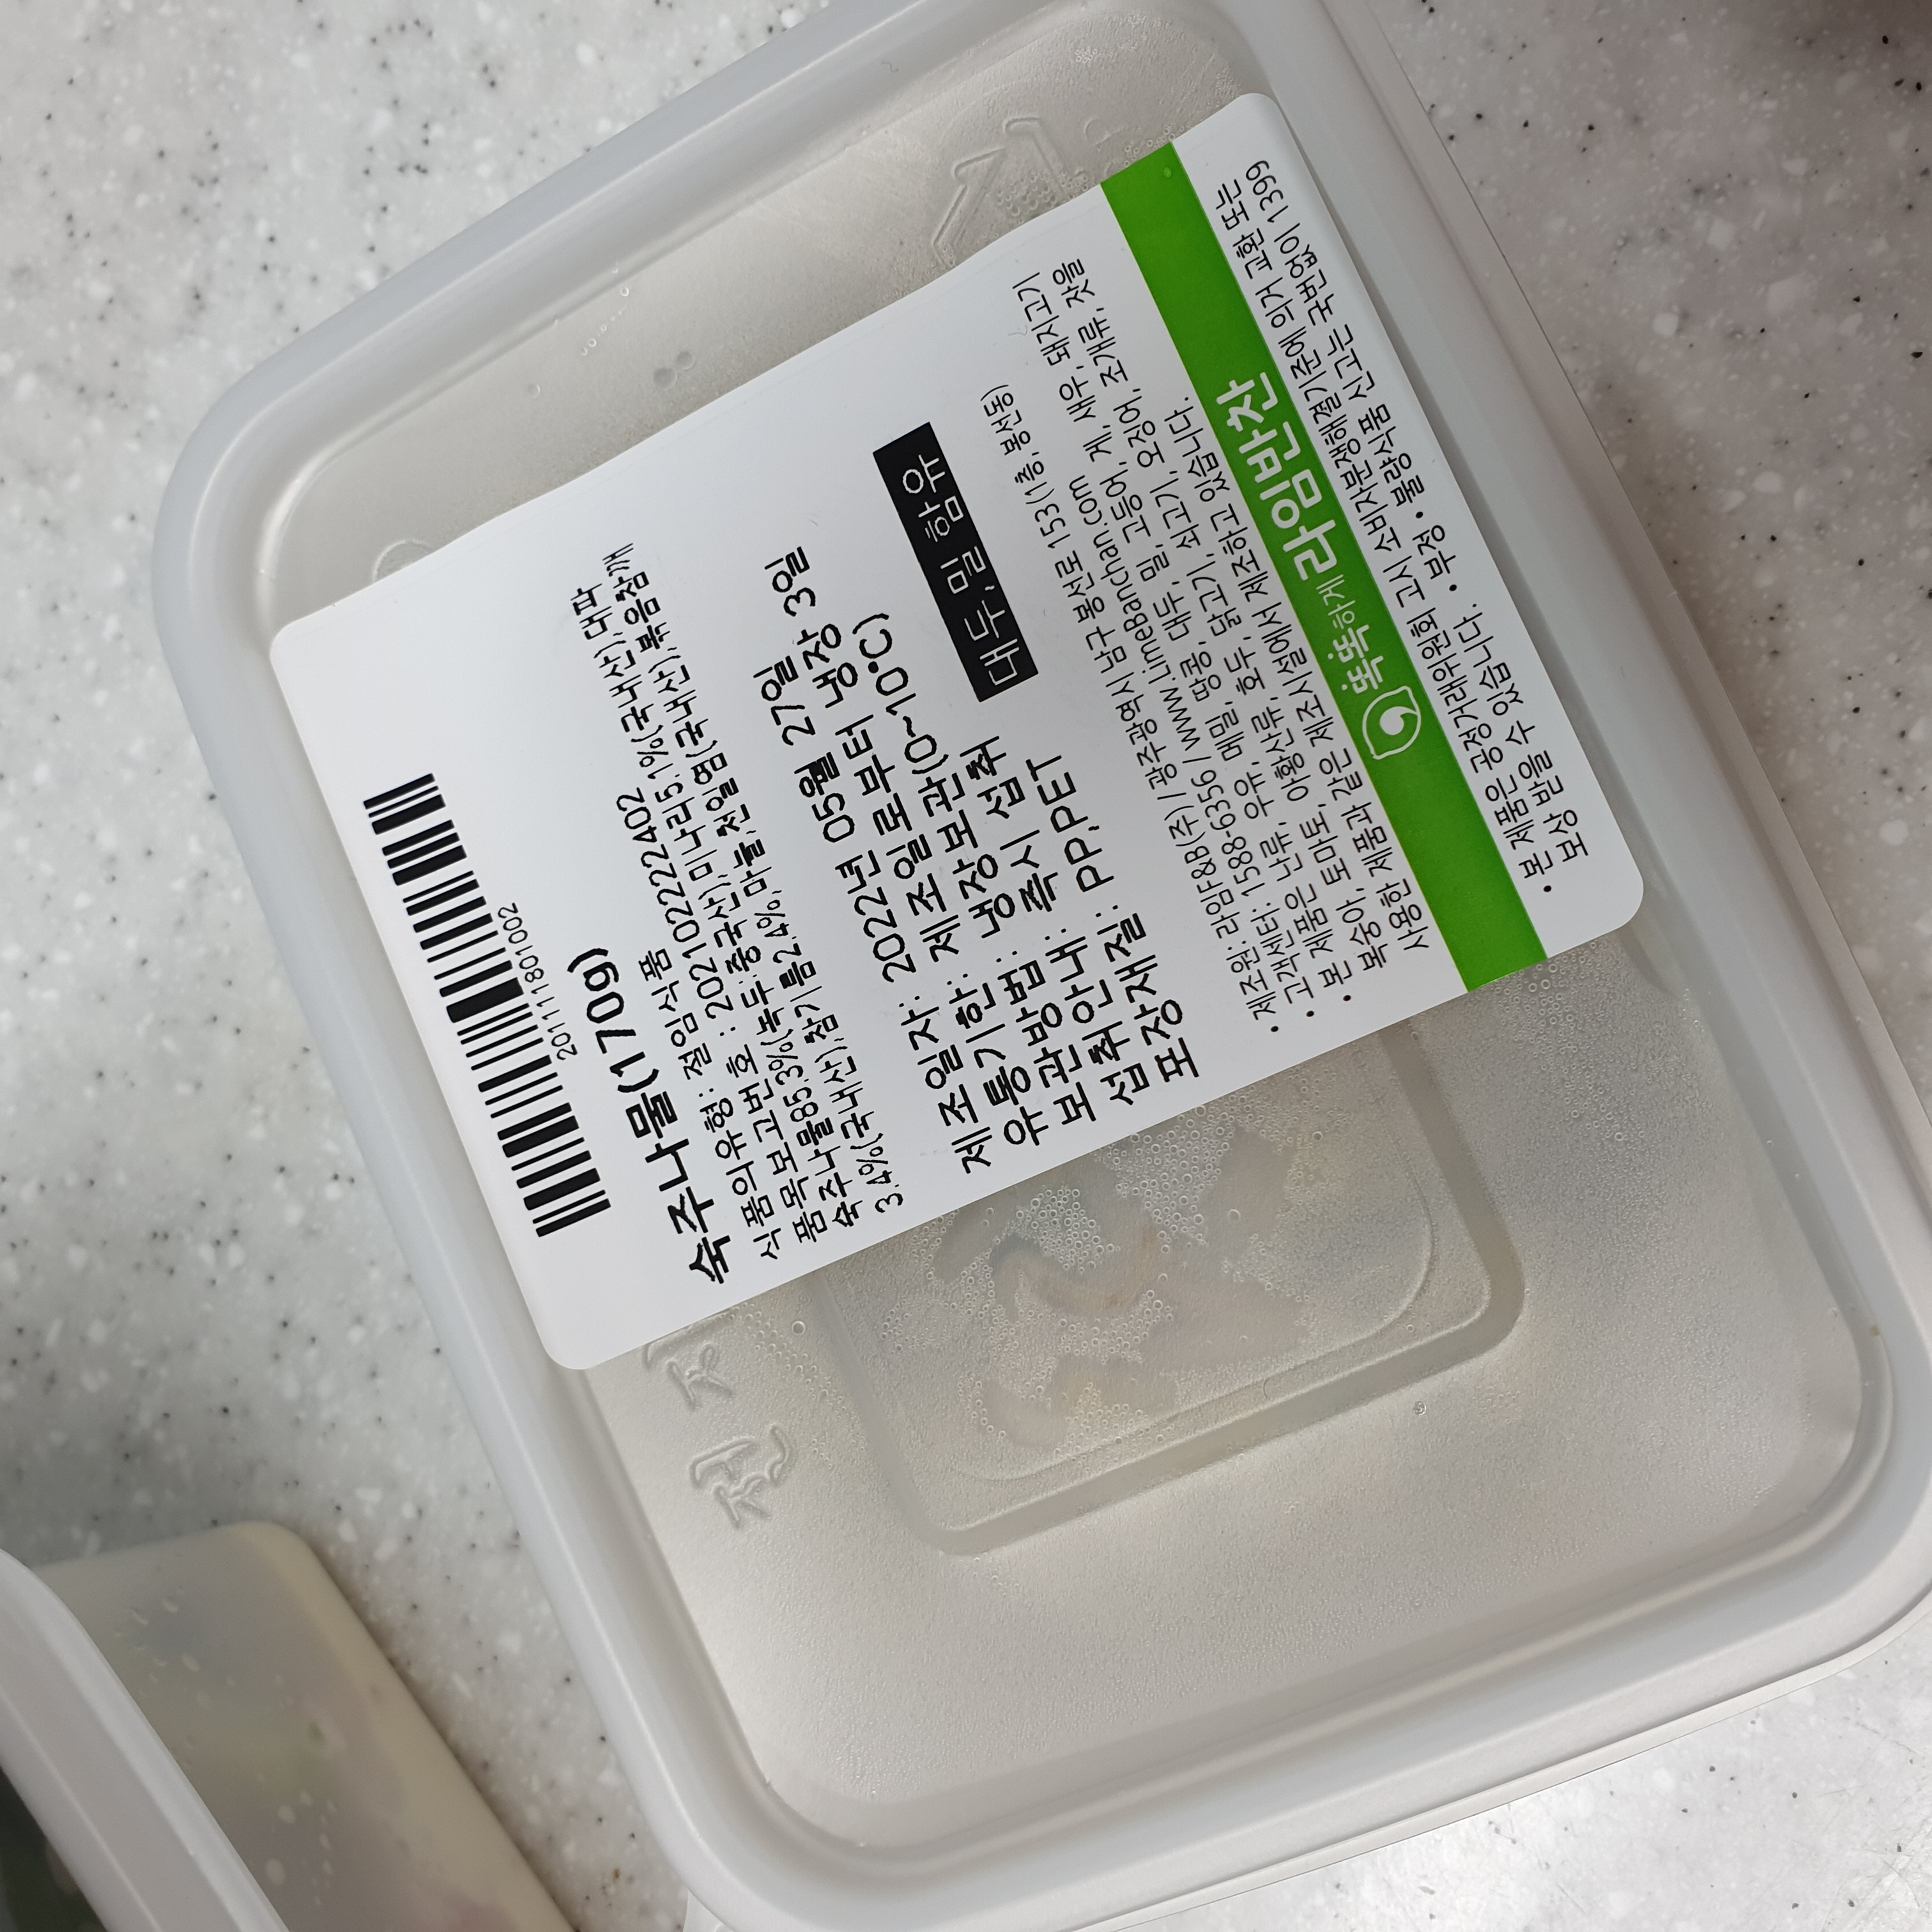 2011118010​02
숙주나물(170g)
식품의유형: 절임식품
품목보고번호 : 2021022222402
숙주나물85.3%(녹두:중국산),미나리5.1%(국내산),대파
3.4%(국내산),참기름2.4%,마늘,천일염(국내산),볶음참깨
제조일자: 2022년 05월 27일
유통기한: 제조일로부터 냉장 3일
보관방법: 냉장보관(0~10℃)
섭취안내: 즉시 섭취
포장재질: PP,PET
대두,밀 함유
• 제조원: 라임F&B(주) / 광주광역시 남구 봉선로 153(1층, 봉선동)
• 고객센터: 1588-6356 / www.LimeBanchan.com
• 본 제품은 난류, 우유, 메밀, 땅콩, 대두, 밀, 고등어, 게, 새우, 돼지고기
복숭아, 토마토, 아황산류, 호두, 닭고기, 쇠고기, 오징어, 조개류, 잣을
사용한 제품과 같은 제조시설에서 제조하고 있습니다.
똑똑하게 라임반찬
• 본 제품은 공정거래위원회 고시 소비자분쟁해결기준에 의거 교환 또는
보상 받을 수 있습니다. • 부정 • 불량식품 신고는 국번없이 1399
전